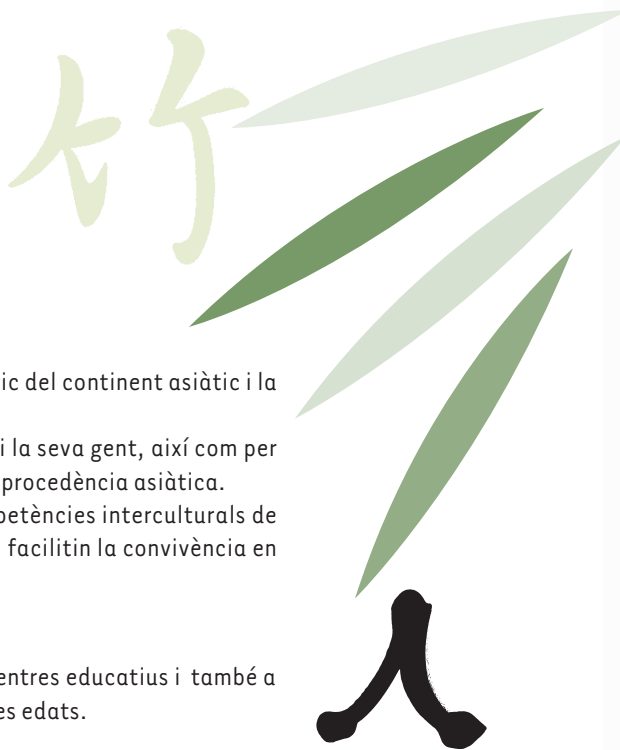 竹
ic del continent asiàtic i la
i la seva gent, així com per
procedència asiàtica.
petències interculturals de
facilitin la convivència en
entres educatius i també a
es edats.
人